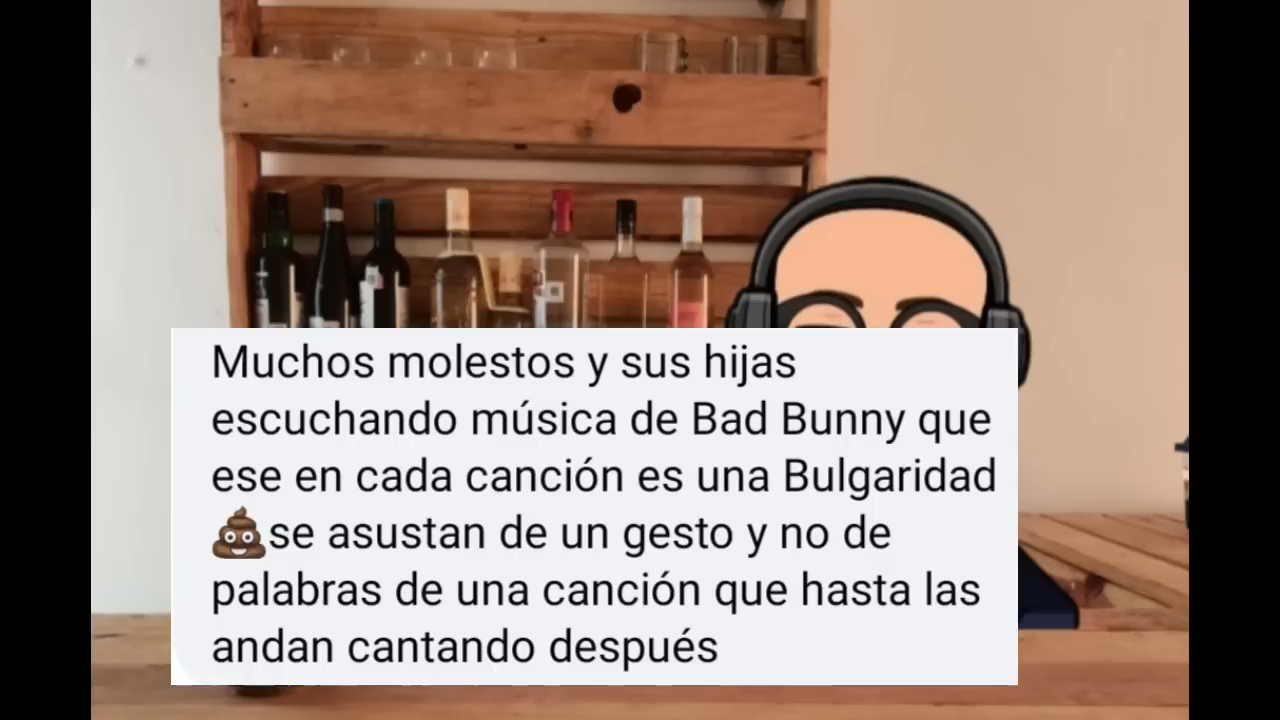 Muchos molestos y sus hijas
escuchando música de Bad Bunny que
ese en cada canción es una Bulgaridad
💩se asustan de un gesto y no de
palabras de una canción que hasta las
andan cantando después